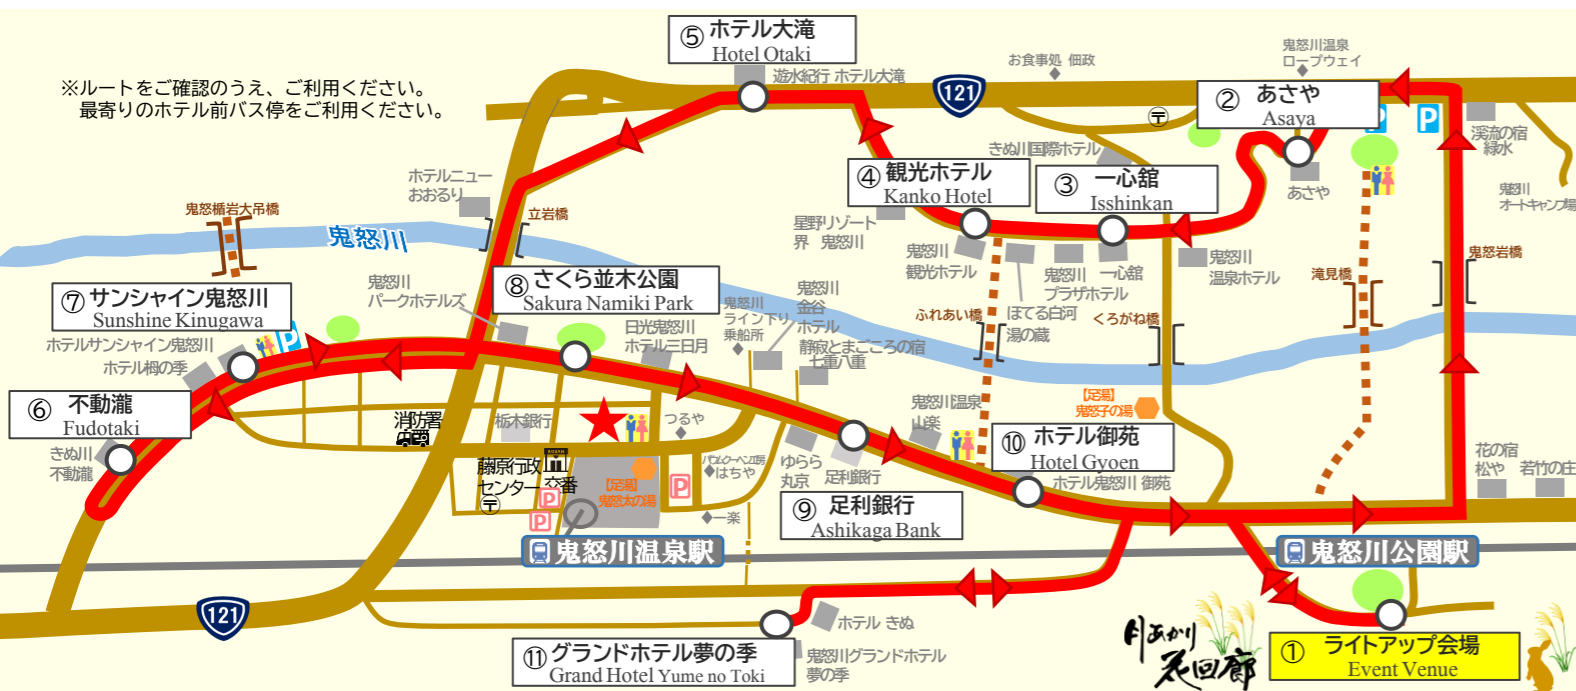 ※ルートをご確認のうえ、ご利用ください。
最寄りのホテル前バス停をご利用ください。
⑤ ホテル大滝
Hotel Otaki
遊水紀行 ホテル大滝
お食事処 佃政
鬼怒川温泉
ロープウェイ
121
② あさや
Asaya
あさや
渓流の宿
緑水
鬼怒川
オートキャンプ場
きぬ川国際ホテル
④ 観光ホテル
Kanko Hotel
③ 一心舘
Isshinkan
ホテルニュー
おおるり
鬼怒楯岩大吊橋
鬼怒川
立岩橋
星野リゾート
界 鬼怒川
鬼怒川
観光ホテル
ほてる白河
湯の蔵
鬼怒川
プラザホテル
一心舘
鬼怒川
温泉ホテル
滝見橋
鬼怒岩橋
⑦ サンシャイン鬼怒川
Sunshine Kinugawa
鬼怒川
パークホテルズ
⑧ さくら並木公園
Sakura Namiki Park
鬼怒川
ライン下り
乗船所
鬼怒川
金谷
ホテル
静寂とまごころの宿
七重八重
ふれあい橋
くろがね橋
ホテルサンシャイン鬼怒川
ホテル栂の季
日光鬼怒川
ホテル三日月
⑥ 不動瀧
Fudotaki
きぬ川
不動瀧
消防署
栃木銀行
つるや
鬼怒川温泉
山楽
【足湯】
鬼怒子の湯
⑩ ホテル御苑
Hotel Gyoen
ホテル鬼怒川 御苑
藤原行政
センター
交番
【足湯】
鬼怒太の湯
バウムクーヘン工房
はちや
ゆらら
丸京
足利銀行
⑨ 足利銀行
Ashikaga Bank
花の宿
松や
若竹の庄
一楽
鬼怒川温泉駅
鬼怒川公園駅
121
ホテル きぬ
⑪ グランドホテル夢の季
Grand Hotel Yume no Toki
鬼怒川グランドホテル
夢の季
月あかり
花回廊
① ライトアップ会場
Event Venue
P
P
P
P
P
P
〒
〒